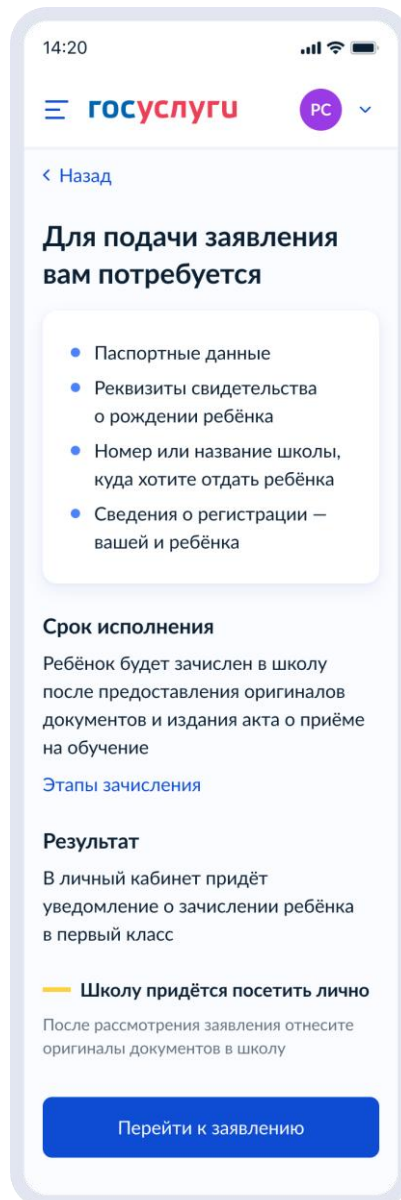 14:20
госуслуги
РС
Назад
Для подачи заявления
вам потребуется
Паспортные данные
Реквизиты свидетельства
о рождении ребёнка
Номер или название школы,
куда хотите отдать ребёнка
Сведения о регистрации —
вашей и ребёнка
Срок исполнения
Ребёнок будет зачислен в школу
после предоставления оригиналов
документов и издания акта о приёме
на обучение
Этапы зачисления
Результат
В личный кабинет придёт
уведомление о зачислении ребёнка
в первый класс
Школу придётся посетить лично
После рассмотрения заявления отнесите
оригиналы документов в школу
Перейти к заявлению